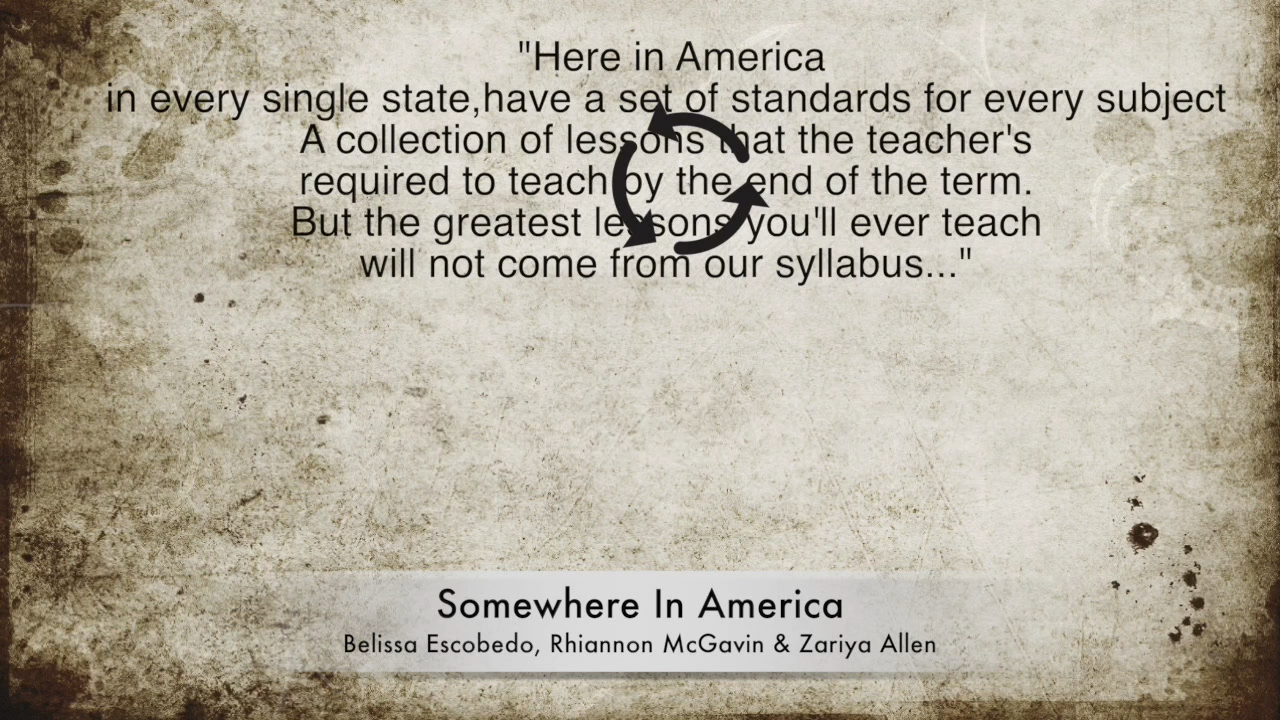 "Here in America
in every single state,have a set of standards for every subject
A collection of lessons that the teacher's
required to teach by the end of the term.
But the greatest lessons you'll ever teach
will not come from our syllabus..."
Somewhere In America
Belissa Escobedo, Rhiannon McGavin & Zariya Allen